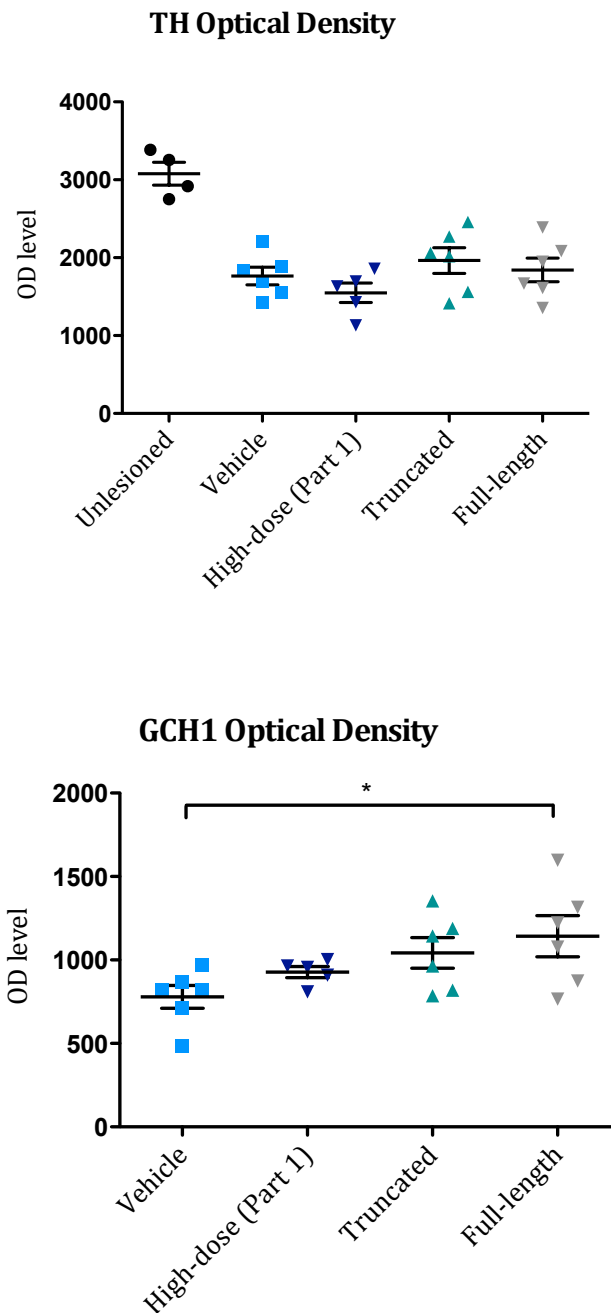 TH Optical Density
4000
3000
2000
1000
0
OD level
Unlesioned
Vehicle
High-dose (Part 1)
Truncated
Full-length
GCH1 Optical Density
2000
1500
1000
500
0
OD level
*
Vehicle
High-dose (Part 1)
Truncated
Full-length